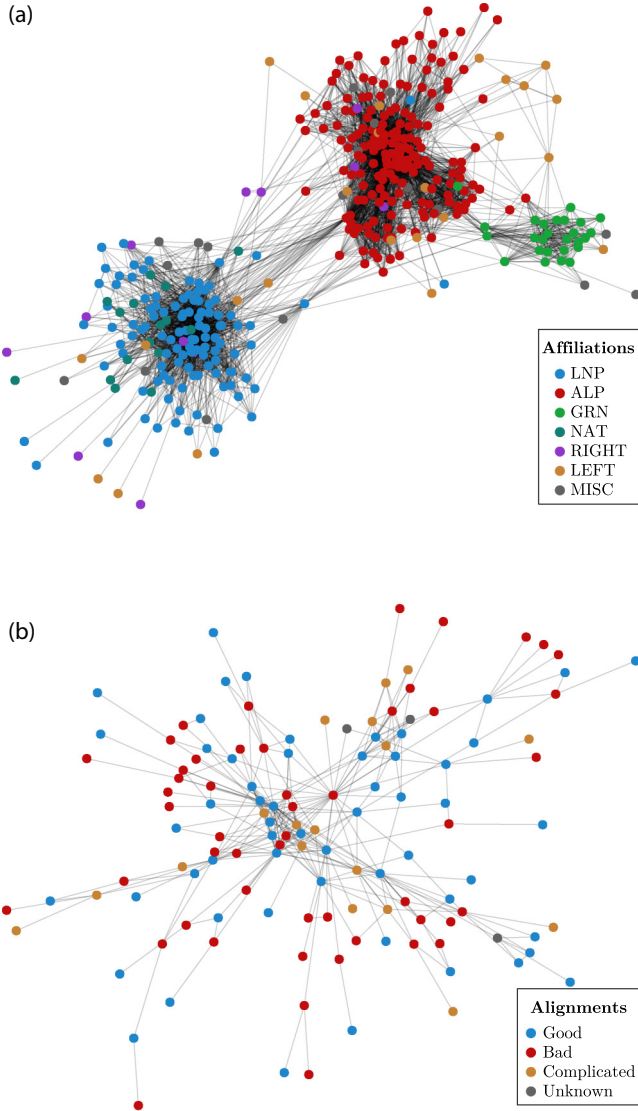 (a)
Affiliations
LNP
ALP
GRN
NAT
RIGHT
LEFT
MISC
(b)
Alignments
Good
Bad
Complicated
Unknown